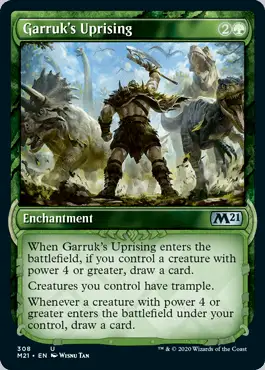 Garruk's Uprising 2
Enchantment M21
When Garruk's Uprising enters the
battlefield, if you control a creature with
power 4 or greater, draw a card.
Creatures you control have trample.
Whenever a creature with power 4 or
greater enters the battlefield under your
control, draw a card.
308 U
M21 • EN Wisnu Tan
™ & © 2020 Wizards of the Coast